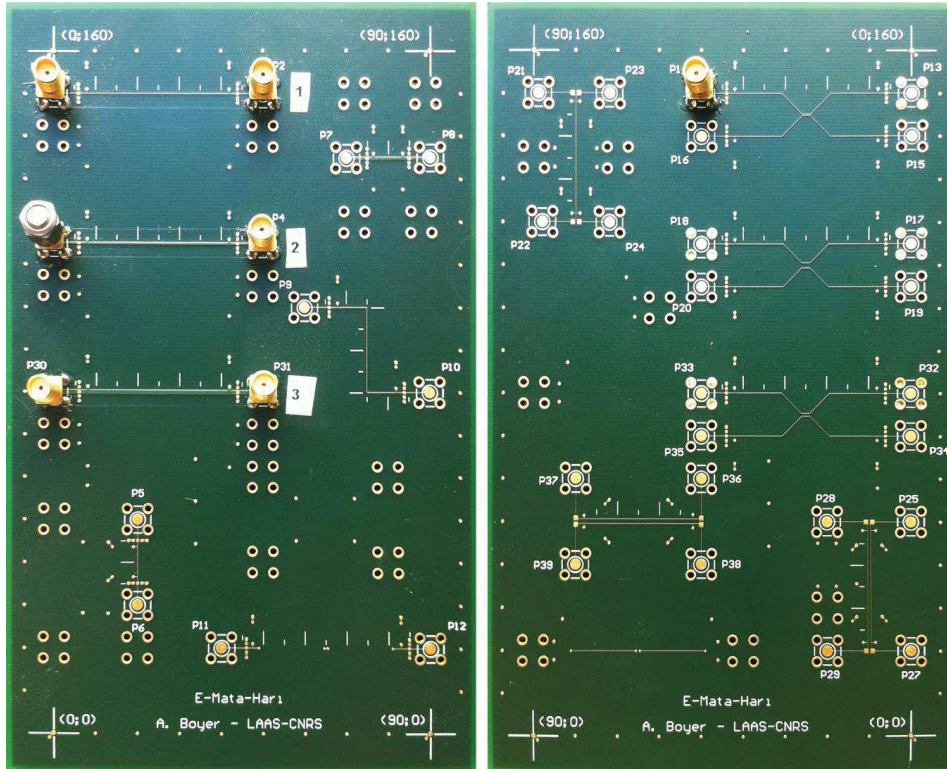 (0;160)
(90;160)
P2
1
P7
P8
P4
2
P9
P30
P31
P10
3
P5
P6
P11
P12
E-Mata-Hari
A. Boyer - LAAS-CNRS
(0;0)
(90;0)
(90;160)
(0;160)
P21
P23
P1
P13
P16
P15
P22
P24
P18
P17
P20
P19
P33
P32
P35
P34
P37
P36
P28
P25
P39
P38
P29
P27
E-Mata-Hari
A. Boyer - LAAS-CNRS
(90;0)
(0;0)